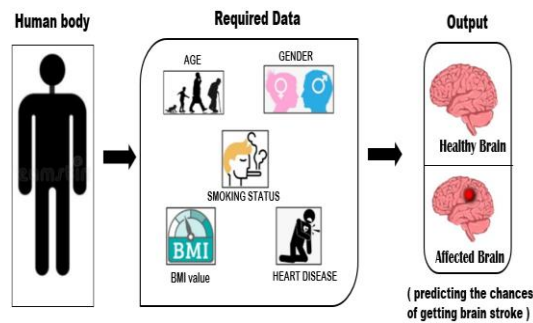 Human body
Required Data
Output
AGE
GENDER
SMOKING STATUS
BMI
BMI value
HEART DISEASE
Healthy Brain
Affected Brain
( predicting the chances
of getting brain stroke )